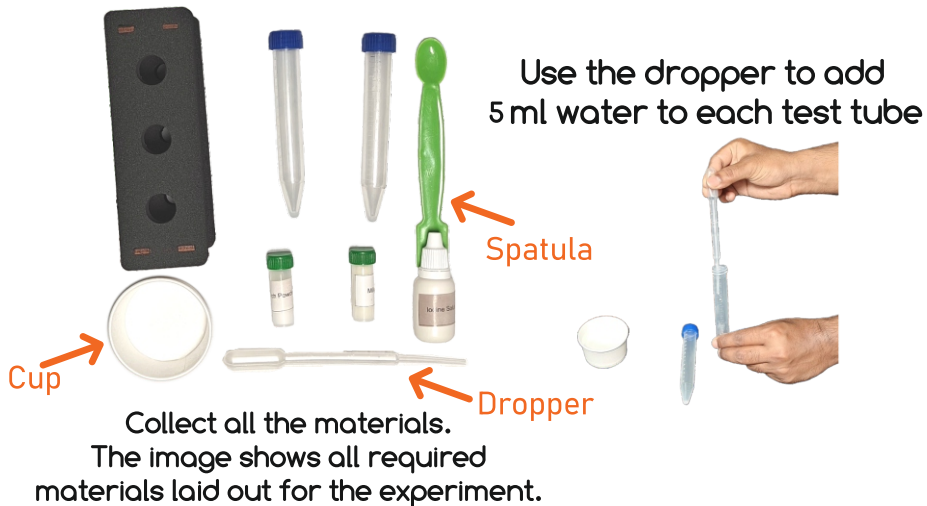 Use the dropper to add
5 ml water to each test tube
Spatula
Cup
Dropper
Collect all the materials.
The image shows all required
materials laid out for the experiment.